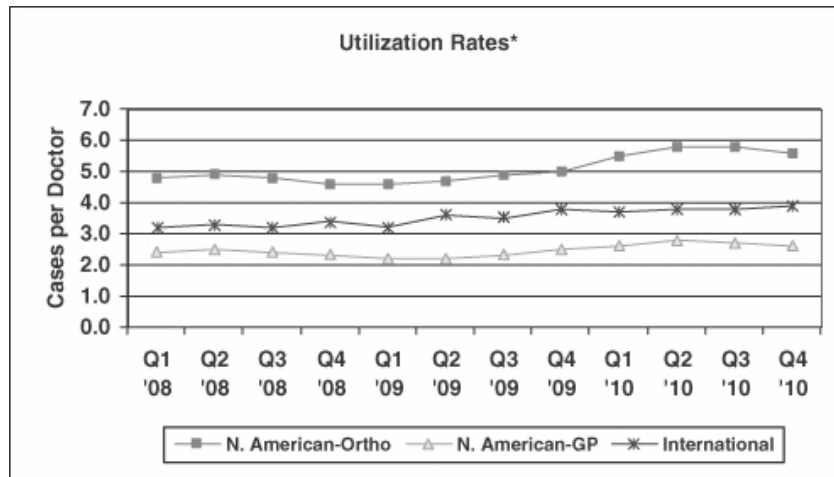 Utilization Rates*
Cases per Doctor
7.0
6.0
5.0
4.0
3.0
2.0
1.0
0.0
Q1 Q2 Q3 Q4 Q1 Q2 Q3 Q4 Q1 Q2 Q3 Q4
'08 '08 '08 '08 '09 '09 '09 '09 '10 '10 '10 '10
N. American-Ortho N. American-GP International